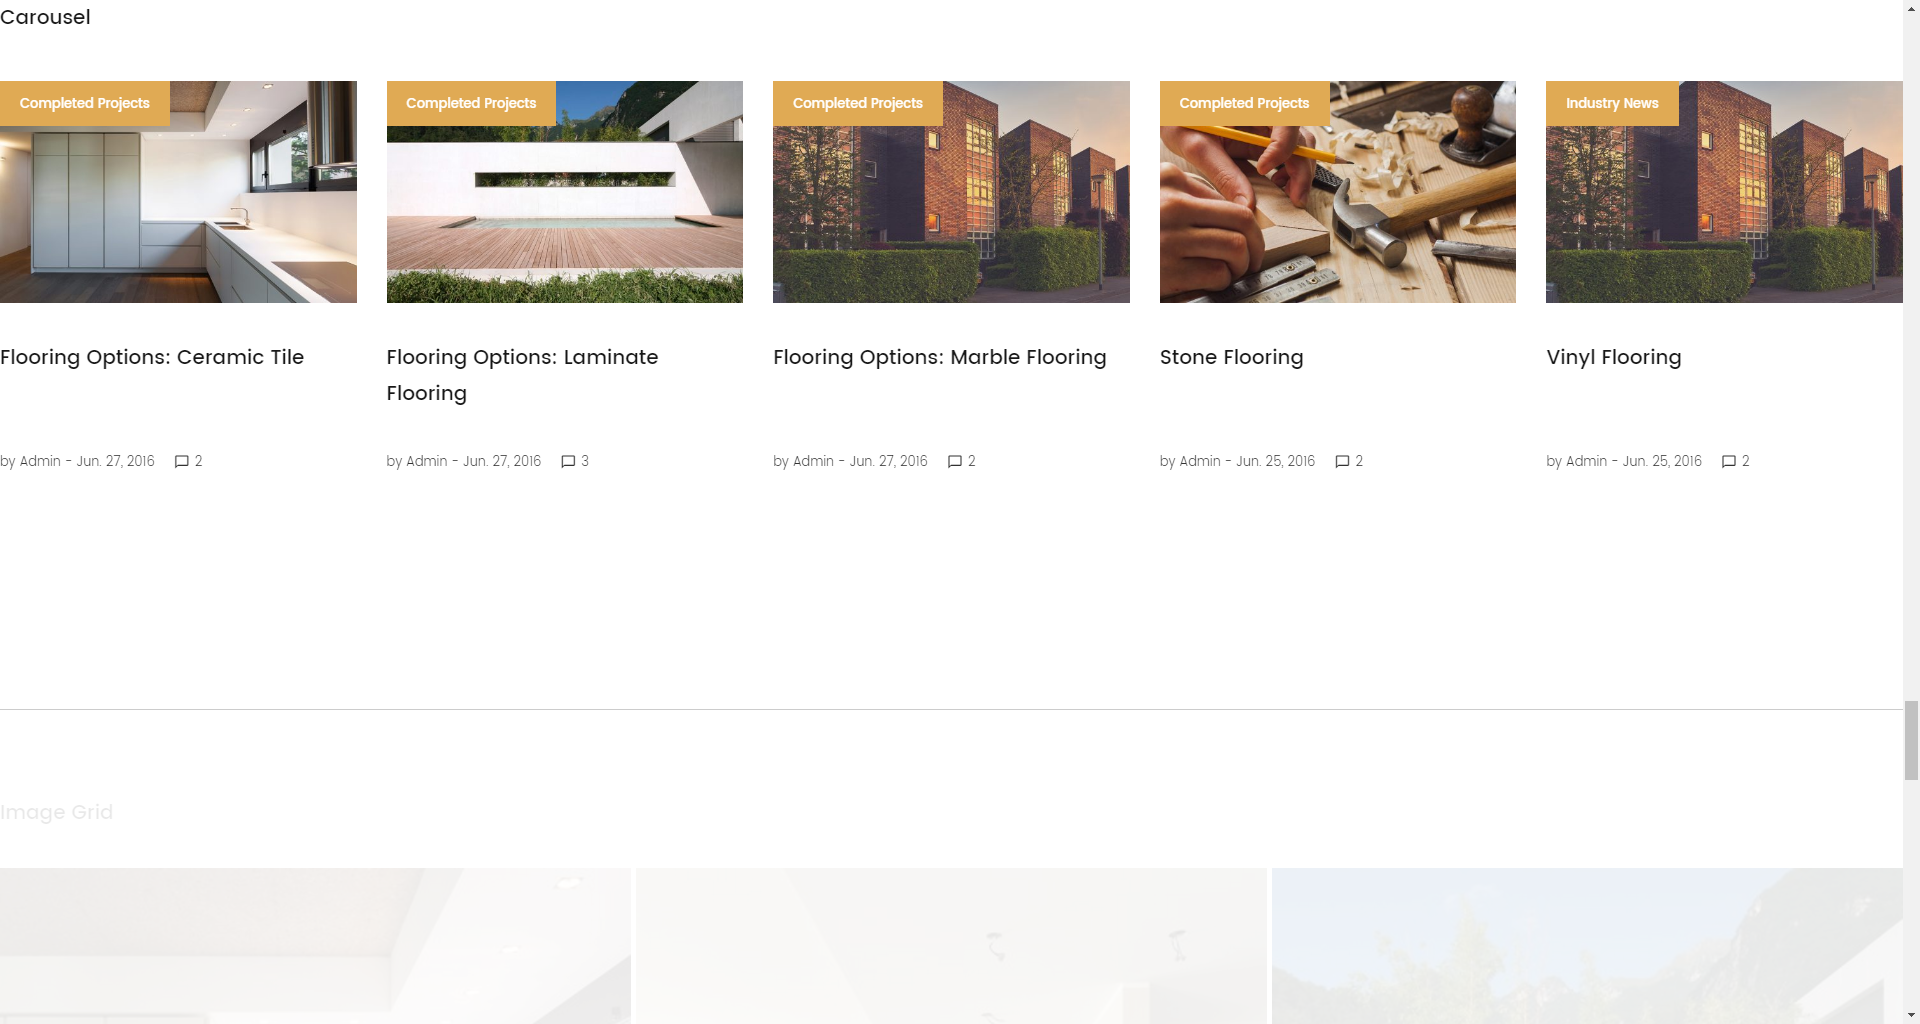 Carousel
Completed Projects
Completed Projects
Completed Projects
Completed Projects
Industry News
Flooring Options: Ceramic Tile
Flooring Options: Laminate
Flooring
Flooring Options: Marble Flooring
Stone Flooring
Vinyl Flooring
by Admin - Jun. 27, 2016 2
by Admin - Jun. 27, 2016 3
by Admin - Jun. 27, 2016 2
by Admin - Jun. 25, 2016 2
by Admin - Jun. 25, 2016 2
Image Grid